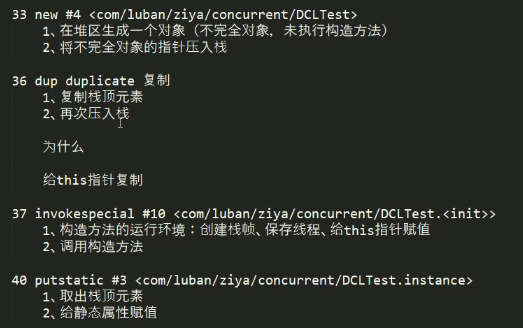 33 new #4 <com/luban/ziya/concurrent/DCLTest>
1、在堆区生成一个对象（不完全对象，未执行构造方法）
2、将不完全对象的指针压入栈
36 dup duplicate 复制
1、复制栈顶元素
2、再次压入栈
为什么
给this指针复制
37 invokespecial #10 <com/luban/ziya/concurrent/DCLTest.<init>>
1、构造方法的运行环境：创建栈帧、保存线程、给this指针赋值
2、调用构造方法
40 putstatic #3 <com/luban/ziya/concurrent/DCLTest.instance>
1、取出栈顶元素
2、给静态属性赋值